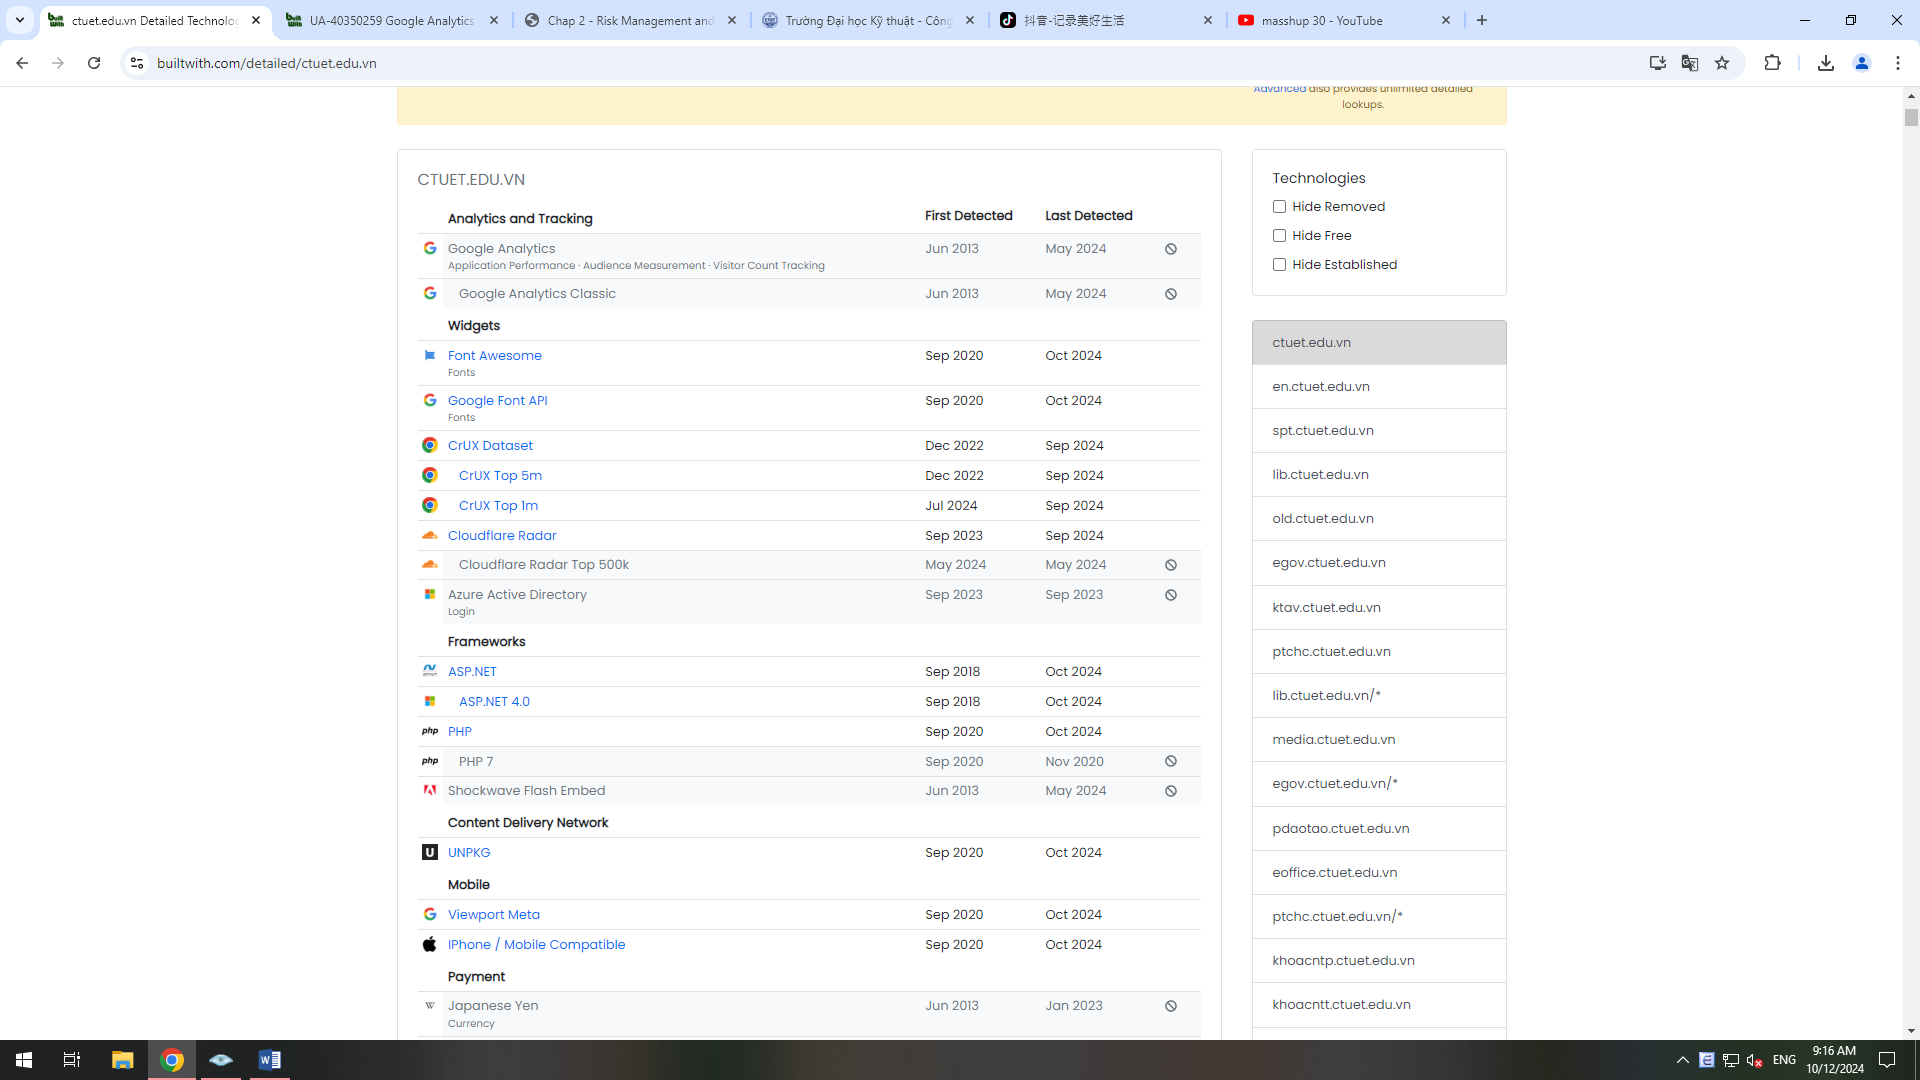 ctuet.edu.vn Detailed Technolog
UA-40350259 Google Analytics
Chap 2 - Risk Management and
Trường Đại học Kỹ thuật - Công
抖音-记录美好生活
masshup 30 - YouTube
builtwith.com/detailed/ctuet.edu.vn
Advanced also provides unlimited detailed
lookups.
CTUET.EDU.VN
Analytics and Tracking First Detected Last Detected
Google Analytics Jun 2013 May 2024
Application Performance · Audience Measurement · Visitor Count Tracking
Google Analytics Classic Jun 2013 May 2024
Widgets
Font Awesome Sep 2020 Oct 2024
Fonts
Google Font API Sep 2020 Oct 2024
Fonts
CrUX Dataset Dec 2022 Sep 2024
CrUX Top 5m Dec 2022 Sep 2024
CrUX Top 1m Jul 2024 Sep 2024
Cloudflare Radar Sep 2023 Sep 2024
Cloudflare Radar Top 500k May 2024 May 2024
Azure Active Directory Sep 2023 Sep 2023
Login
Frameworks
ASP.NET Sep 2018 Oct 2024
ASP.NET 4.0 Sep 2018 Oct 2024
php PHP Sep 2020 Oct 2024
php PHP 7 Sep 2020 Nov 2020
Shockwave Flash Embed Jun 2013 May 2024
Content Delivery Network
U UNPKG Sep 2020 Oct 2024
Mobile
Viewport Meta Sep 2020 Oct 2024
IPhone / Mobile Compatible Sep 2020 Oct 2024
Payment
Japanese Yen Jun 2013 Jan 2023
Currency
Technologies
Hide Removed
Hide Free
Hide Established
ctuet.edu.vn
en.ctuet.edu.vn
spt.ctuet.edu.vn
lib.ctuet.edu.vn
old.ctuet.edu.vn
egov.ctuet.edu.vn
ktav.ctuet.edu.vn
ptchc.ctuet.edu.vn
lib.ctuet.edu.vn/*
media.ctuet.edu.vn
egov.ctuet.edu.vn/*
pdaotao.ctuet.edu.vn
eoffice.ctuet.edu.vn
ptchc.ctuet.edu.vn/*
khoacntp.ctuet.edu.vn
khoacntt.ctuet.edu.vn
ENG
9:16 AM
10/12/2024